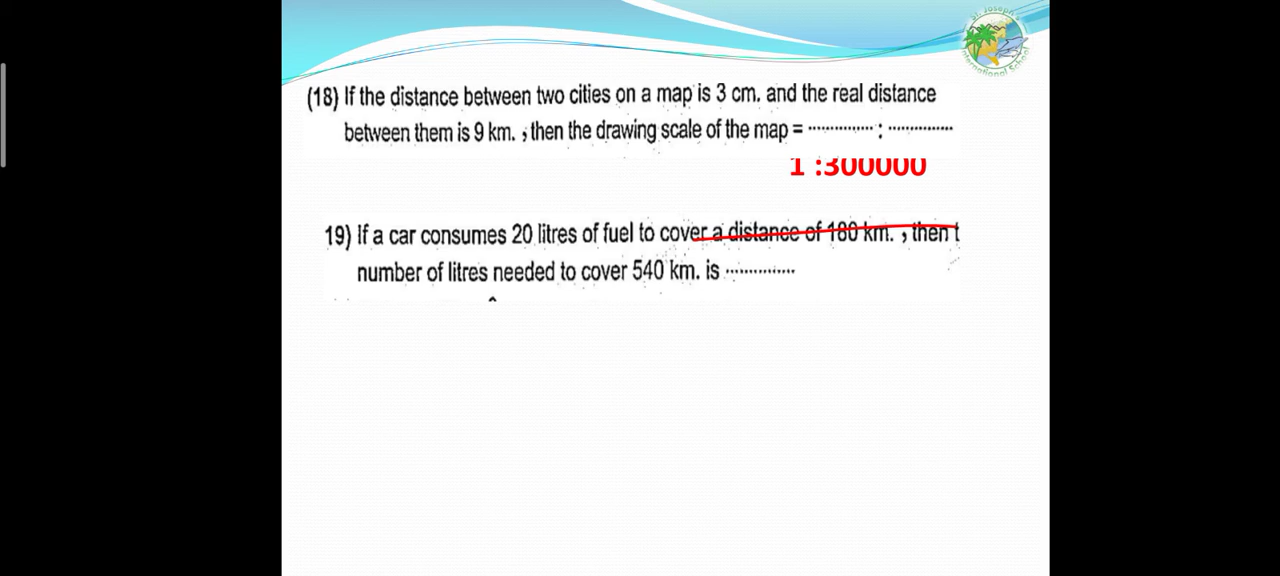 St. Joseph's
International School
(18) If the distance between two cities on a map is 3 cm. and the real distance
between them is 9 km. , then the drawing scale of the map = ............... : ...............
1 :300000
19) If a car consumes 20 litres of fuel to cover a distance of 180 km. , then t
number of litres needed to cover 540 km. is ...............